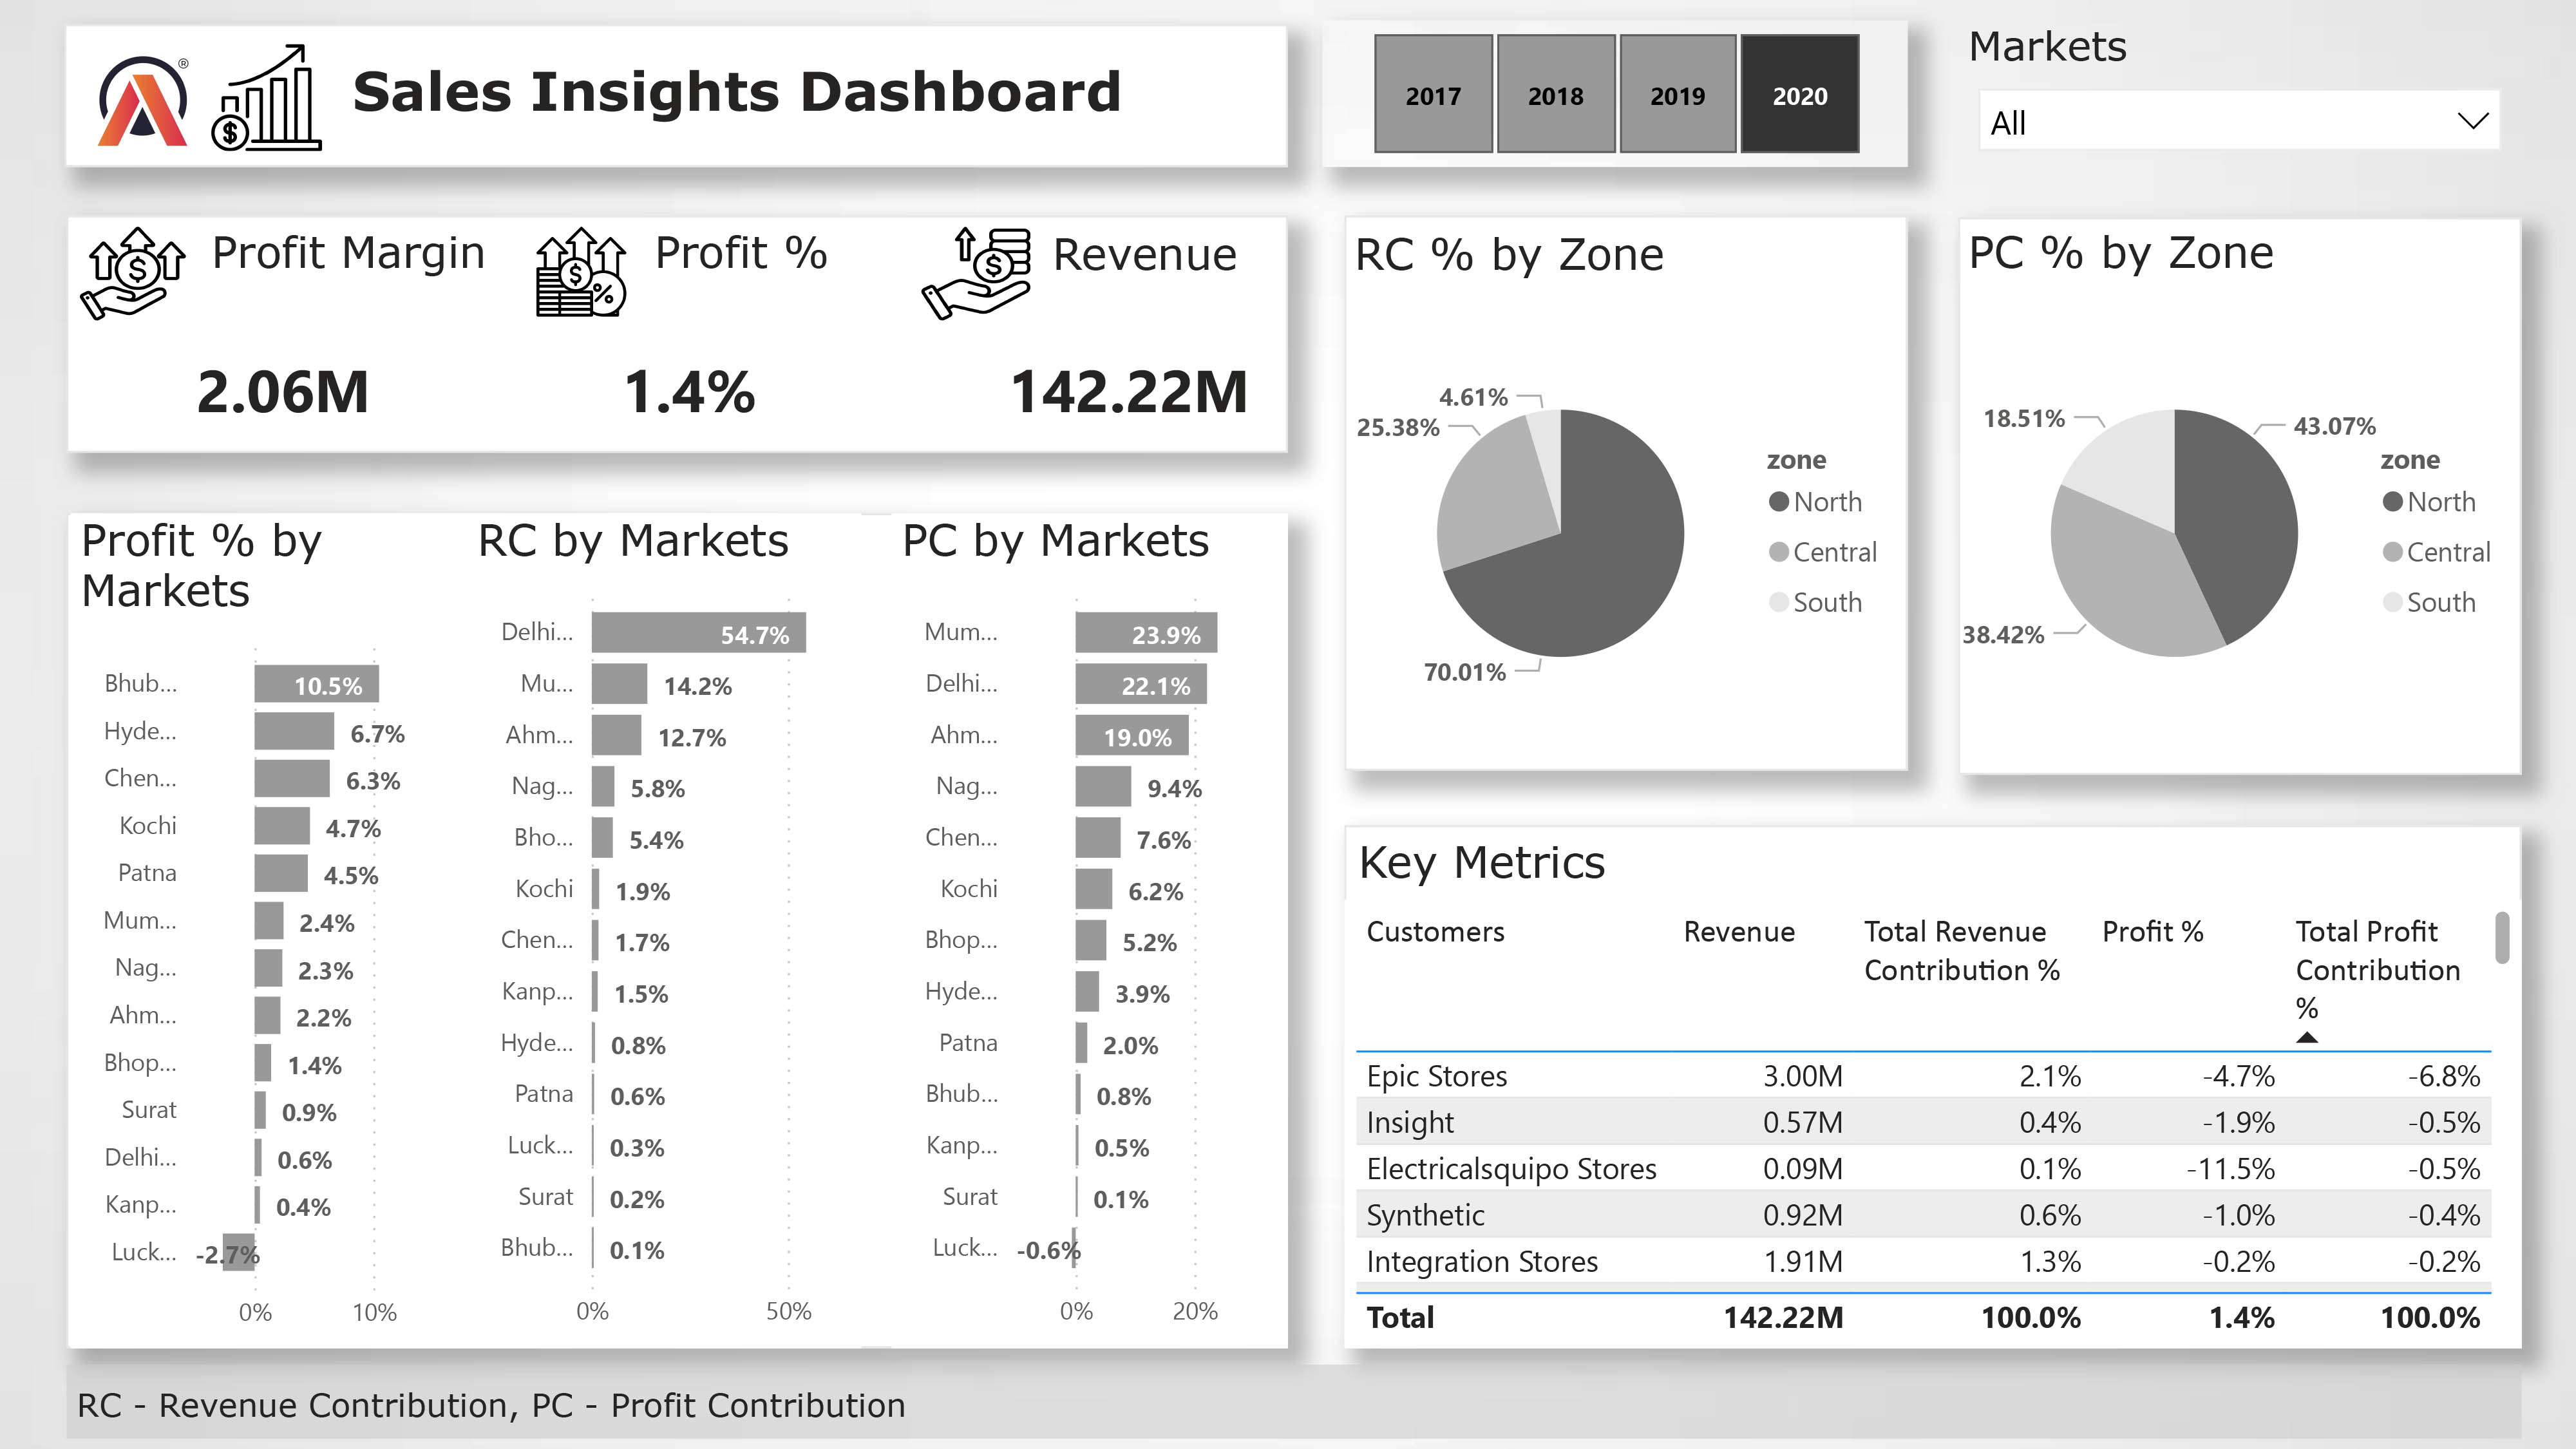 Sales Insights Dashboard
®
$
2017
2018
2019
2020
Markets
All
Profit Margin
Profit %
Revenue
$
$
%
$
2.06M
1.4%
142.22M
RC % by Zone
4.61%
25.38%
70.01%
zone
North
Central
South
PC % by Zone
18.51%
43.07%
38.42%
zone
North
Central
South
Profit % by
Markets
Bhub... 10.5%
Hyde... 6.7%
Chen... 6.3%
Kochi 4.7%
Patna 4.5%
Mum... 2.4%
Nag... 2.3%
Ahm... 2.2%
Bhop... 1.4%
Surat 0.9%
Delhi... 0.6%
Kanp... 0.4%
Luck... -2.7%
0% 10%
RC by Markets
Delhi... 54.7%
Mu... 14.2%
Ahm... 12.7%
Nag... 5.8%
Bho... 5.4%
Kochi 1.9%
Chen... 1.7%
Kanp... 1.5%
Hyde... 0.8%
Patna 0.6%
Luck... 0.3%
Surat 0.2%
Bhub... 0.1%
0% 50%
PC by Markets
Mum... 23.9%
Delhi... 22.1%
Ahm... 19.0%
Nag... 9.4%
Chen... 7.6%
Kochi 6.2%
Bhop... 5.2%
Hyde... 3.9%
Patna 2.0%
Bhub... 0.8%
Kanp... 0.5%
Surat 0.1%
Luck... -0.6%
0% 20%
Key Metrics
Customers Revenue Total Revenue Profit % Total Profit
Contribution % Contribution
%
Epic Stores 3.00M 2.1% -4.7% -6.8%
Insight 0.57M 0.4% -1.9% -0.5%
Electricalsquipo Stores 0.09M 0.1% -11.5% -0.5%
Synthetic 0.92M 0.6% -1.0% -0.4%
Integration Stores 1.91M 1.3% -0.2% -0.2%
Total 142.22M 100.0% 1.4% 100.0%
RC - Revenue Contribution, PC - Profit Contribution